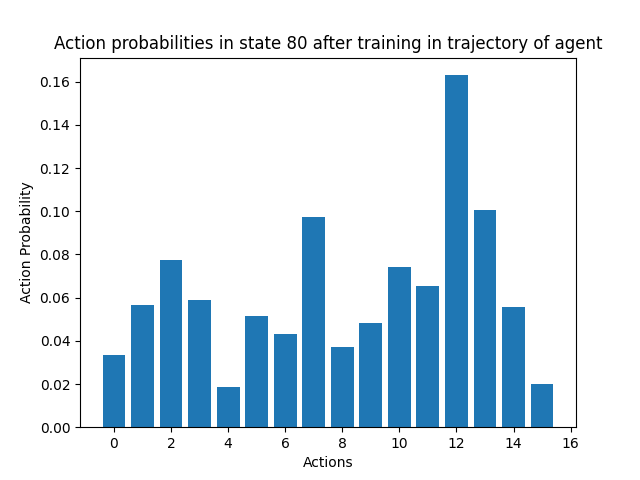 Action probabilities in state 80 after training in trajectory of agent
0.16
0.14
0.12
0.10
0.08
0.06
0.04
0.02
0.00
Action Probability
0 2 4 6 8 10 12 14 16
Actions